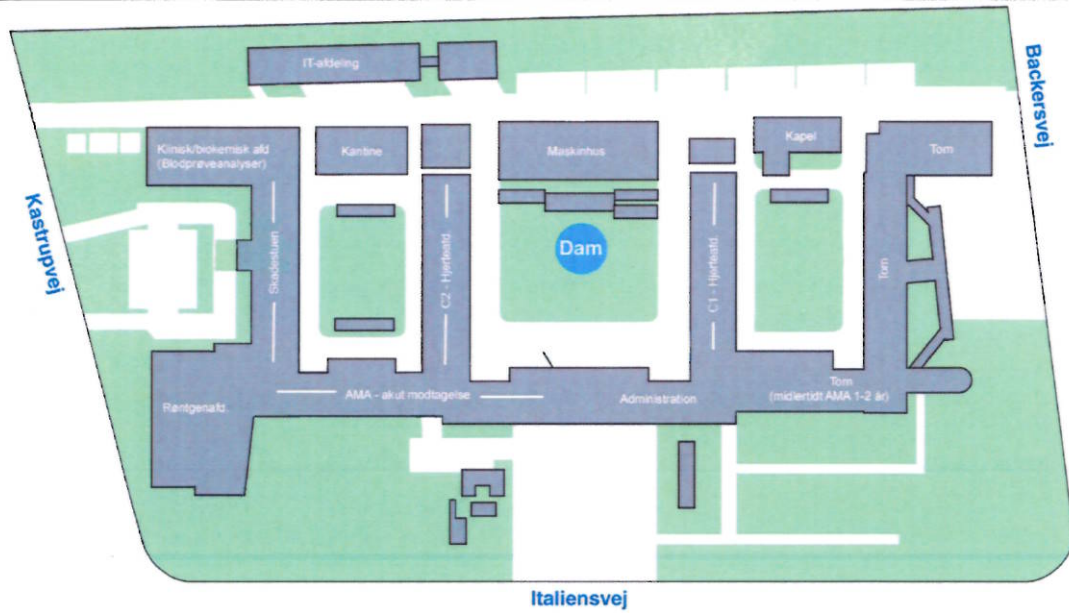 IT-afdeling
Backersvej
Klinisk/biokemisk afd
(Blodprøveanalyser)
Kantine
Maskinhus
Kapel
Tom
Kastrupvej
Skadestuen
C2 - Hjerteafd.
Dam
C1 - Hjerteafd.
Tom
Røntgenafd.
AMA - akut modtagelse
Administration
Tom
(midlertidt AMA 1-2 år)
Italiensvej